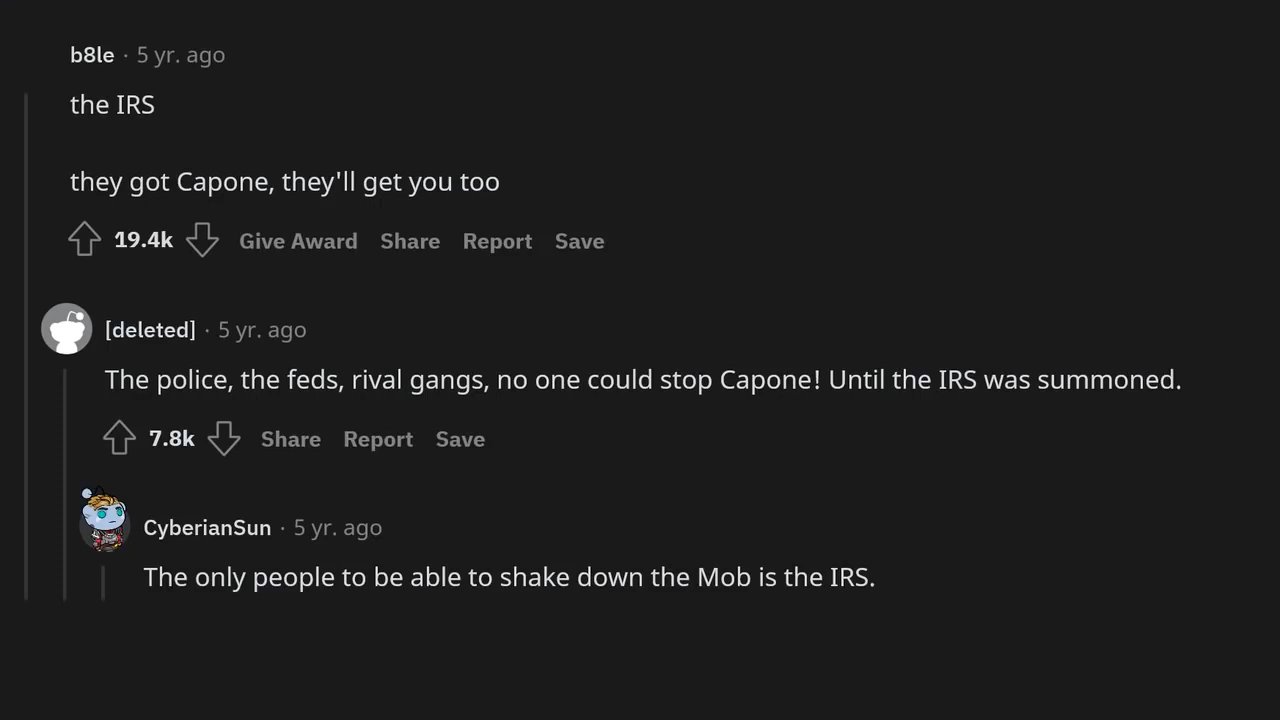 b8le · 5 yr. ago
the IRS
they got Capone, they'll get you too
19.4k Give Award Share Report Save
[deleted] · 5 yr. ago
The police, the feds, rival gangs, no one could stop Capone! Until the IRS was summoned.
7.8k Share Report Save
CyberianSun · 5 yr. ago
The only people to be able to shake down the Mob is the IRS.